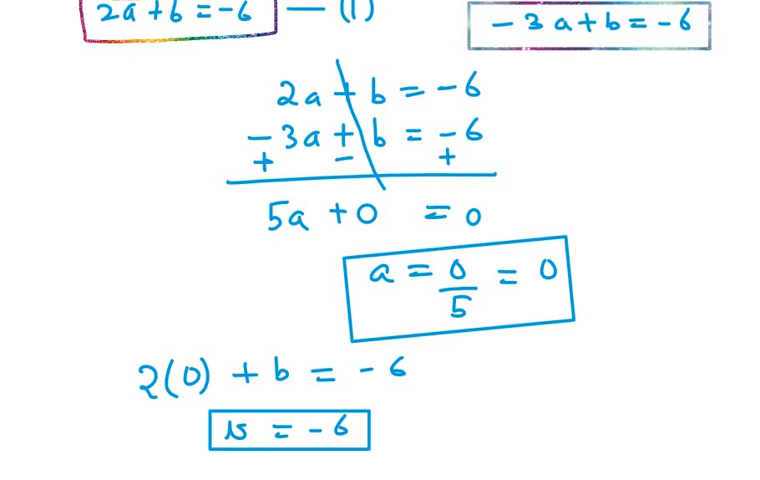 2a + b = -6 — (1)
- 3a + b = -6
2a + b = -6
- 3a + b = -6
+ - +
5a + 0 = 0
a = 0/5 = 0
2(0) + b = -6
b = -6